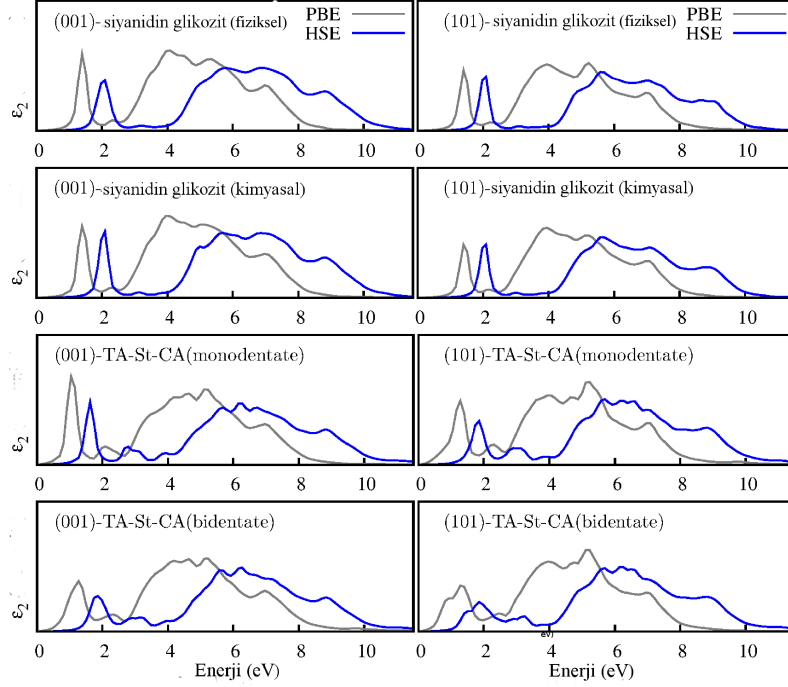 (001)- siyanidin glikozit (fiziksel) PBE
HSE
ε2
0 2 4 6 8 10
(101)-siyanidin glikozit (fiziksel) PBE
HSE
0 2 4 6 8 10
(001)-siyanidin glikozit (kimyasal)
ε2
0 2 4 6 8 10
(101)-siyanidin glikozit (kimyasal)
0 2 4 6 8 10
(001)-TA-St-CA(monodentate)
ε2
0 2 4 6 8 10
(101)-TA-St-CA(monodentate)
0 2 4 6 8 10
(001)-TA-St-CA(bidentate)
ε2
0 2 4 6 8 10
Enerji (eV)
(101)-TA-St-CA(bidentate)
eV)
0 2 4 6 8 10
Enerji (eV)